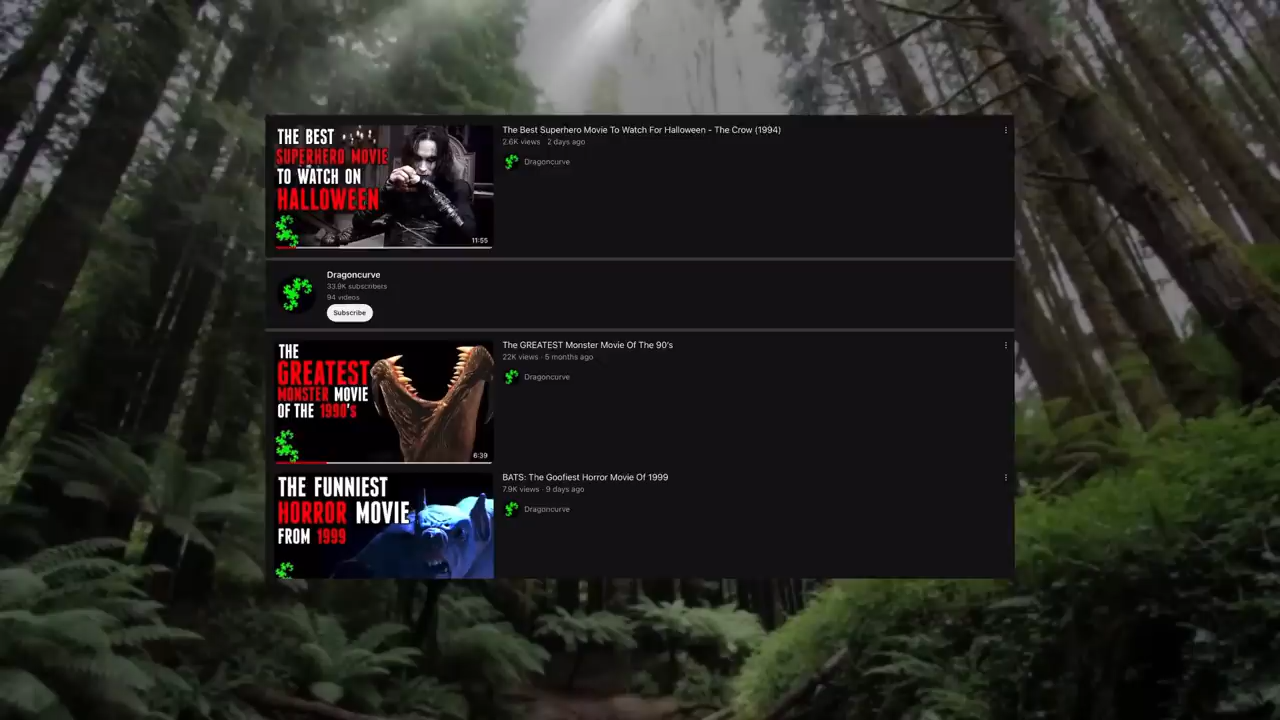 THE BEST
SUPERHERO MOVIE
TO WATCH ON
HALLOWEEN
11:55
The Best Superhero Movie To Watch For Halloween - The Crow (1994)
2.6K views · 2 days ago
Dragoncurve
Dragoncurve
33.9K subscribers
94 videos
Subscribe
THE
GREATEST
MONSTER MOVIE
OF THE 1990's
6:39
The GREATEST Monster Movie Of The 90's
22K views · 5 months ago
Dragoncurve
THE FUNNIEST
HORROR MOVIE
FROM 1999
BATS: The Goofiest Horror Movie Of 1999
7.9K views · 9 days ago
Dragoncurve